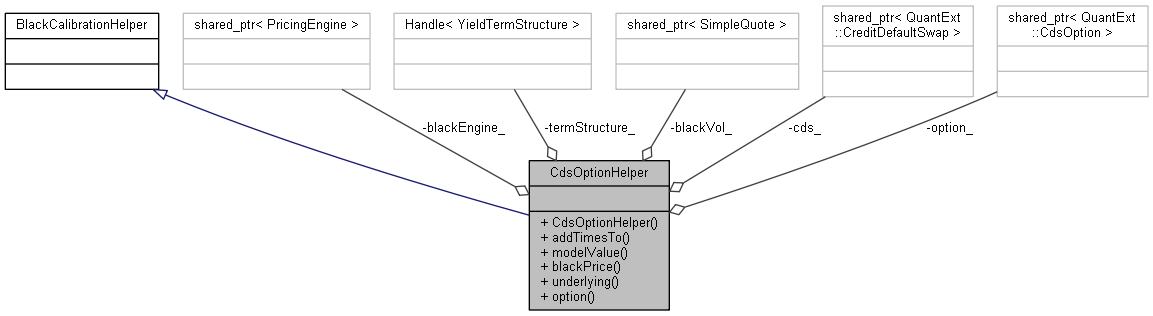 BlackCalibrationHelper
shared_ptr< PricingEngine >
Handle< YieldTermStructure >
shared_ptr< SimpleQuote >
shared_ptr< QuantExt
::CreditDefaultSwap >
shared_ptr< QuantExt
::CdsOption >
-blackEngine_
-termStructure_
-blackVol_
-cds_
-option_
CdsOptionHelper
+ CdsOptionHelper()
+ addTimesTo()
+ modelValue()
+ blackPrice()
+ underlying()
+ option()